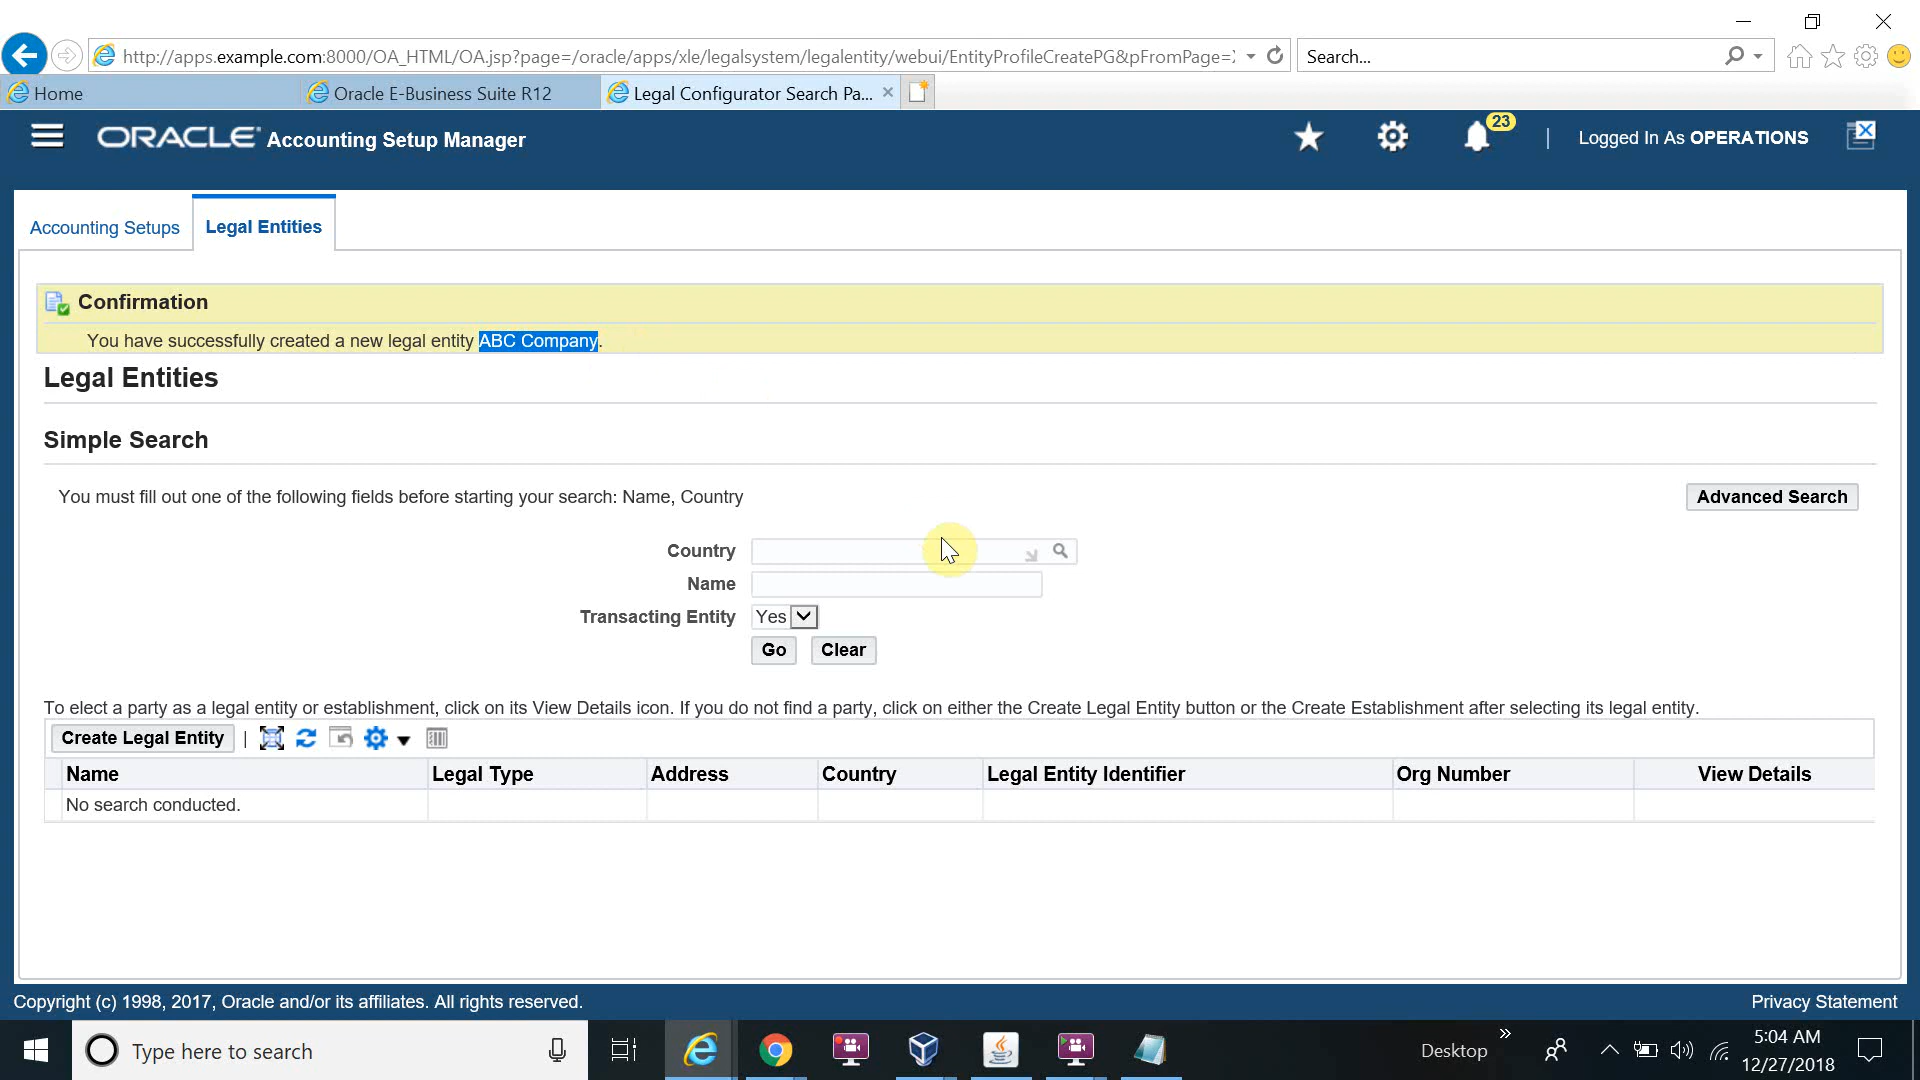 http://apps.example.com:8000/OA_HTML/OA.jsp?page=/oracle/apps/xle/legalsystem/legalentity/webui/EntityProfileCreatePG&pFromPage=
Search...
Home
Oracle E-Business Suite R12
Legal Configurator Search Pa...
ORACLE Accounting Setup Manager
23
Logged In As OPERATIONS
Accounting Setups
Legal Entities
Confirmation
You have successfully created a new legal entity ABC Company.
Legal Entities
Simple Search
You must fill out one of the following fields before starting your search: Name, Country
Advanced Search
Country
Name
Transacting Entity Yes
Go Clear
To elect a party as a legal entity or establishment, click on its View Details icon. If you do not find a party, click on either the Create Legal Entity button or the Create Establishment after selecting its legal entity.
Create Legal Entity |
Name Legal Type Address Country Legal Entity Identifier Org Number View Details
No search conducted.
Copyright (c) 1998, 2017, Oracle and/or its affiliates. All rights reserved.
Privacy Statement
Type here to search
Desktop
5:04 AM
12/27/2018